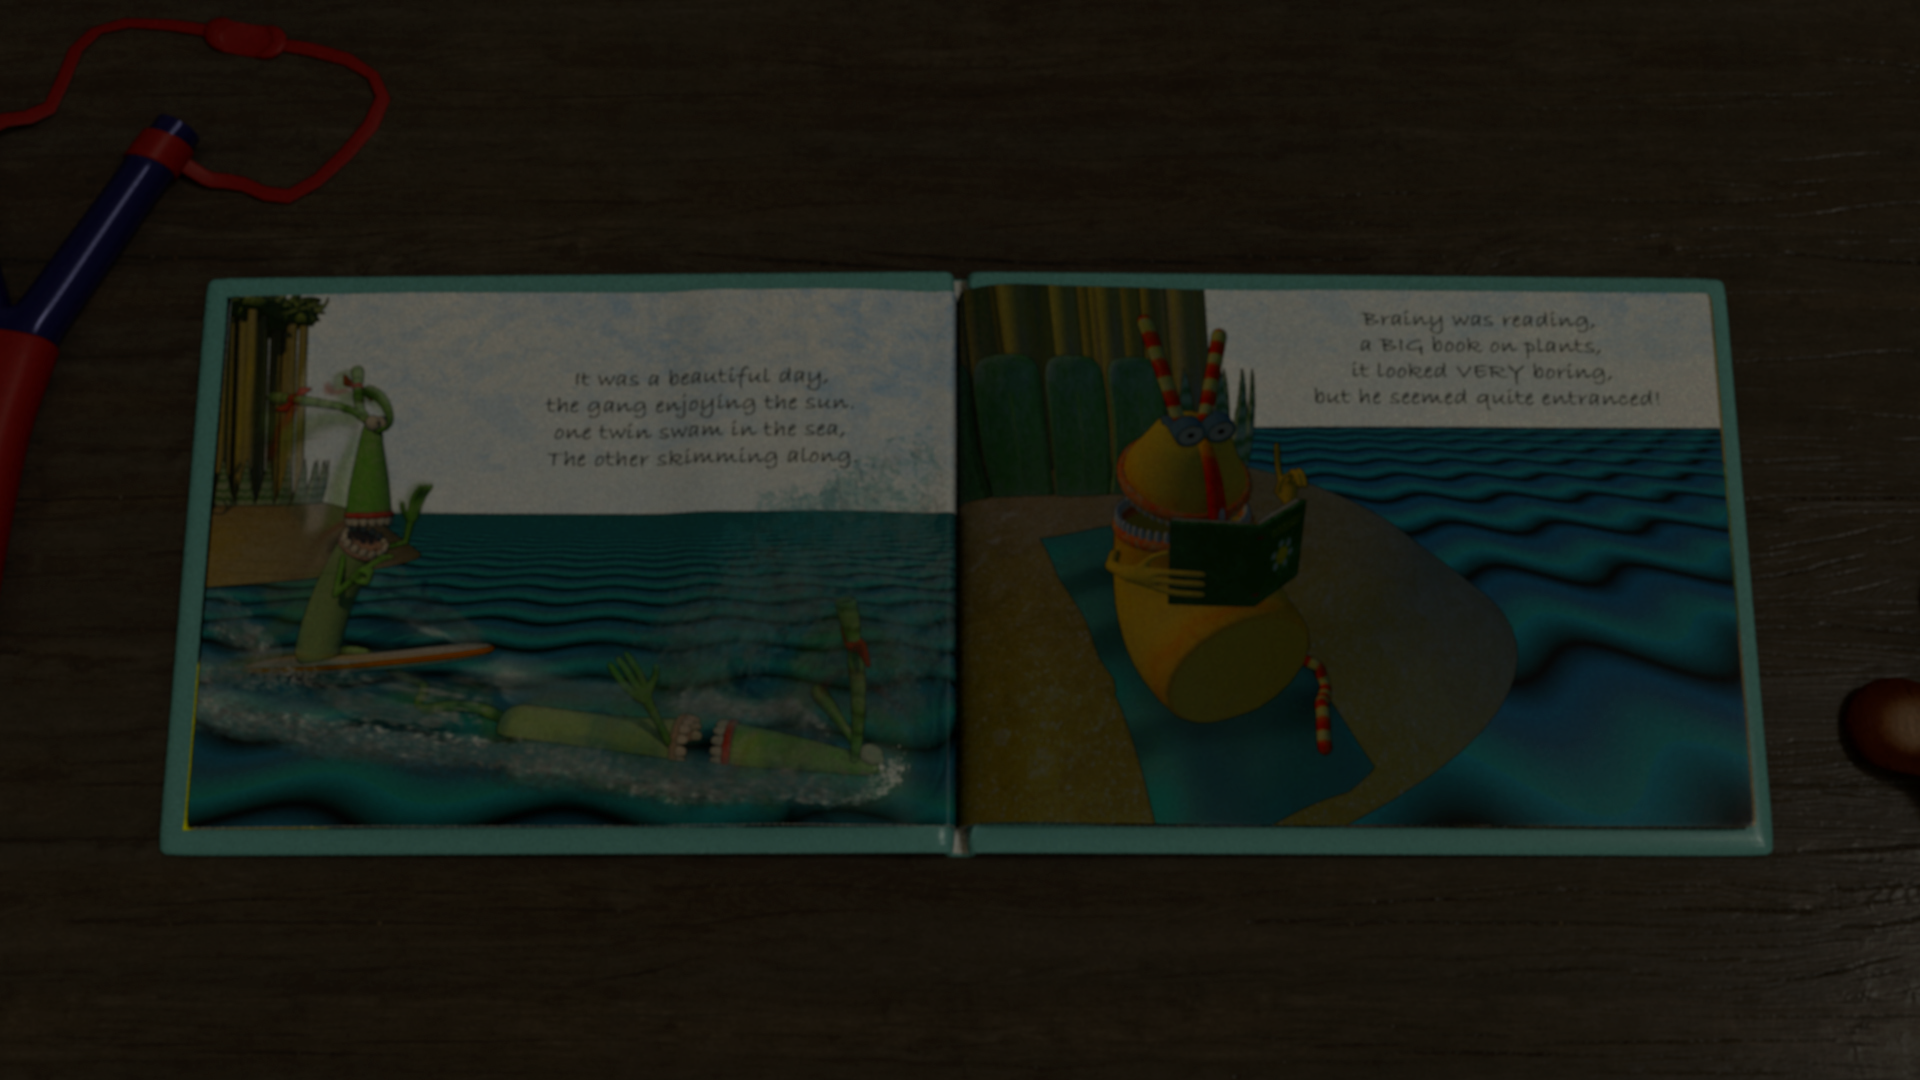 It was a beautiful day,
the gang enjoying the sun.
one twin swam in the sea,
The other skimming along.
Brainy was reading,
a BIG book on plants,
it looked VERY boring,
but he seemed quite entranced!